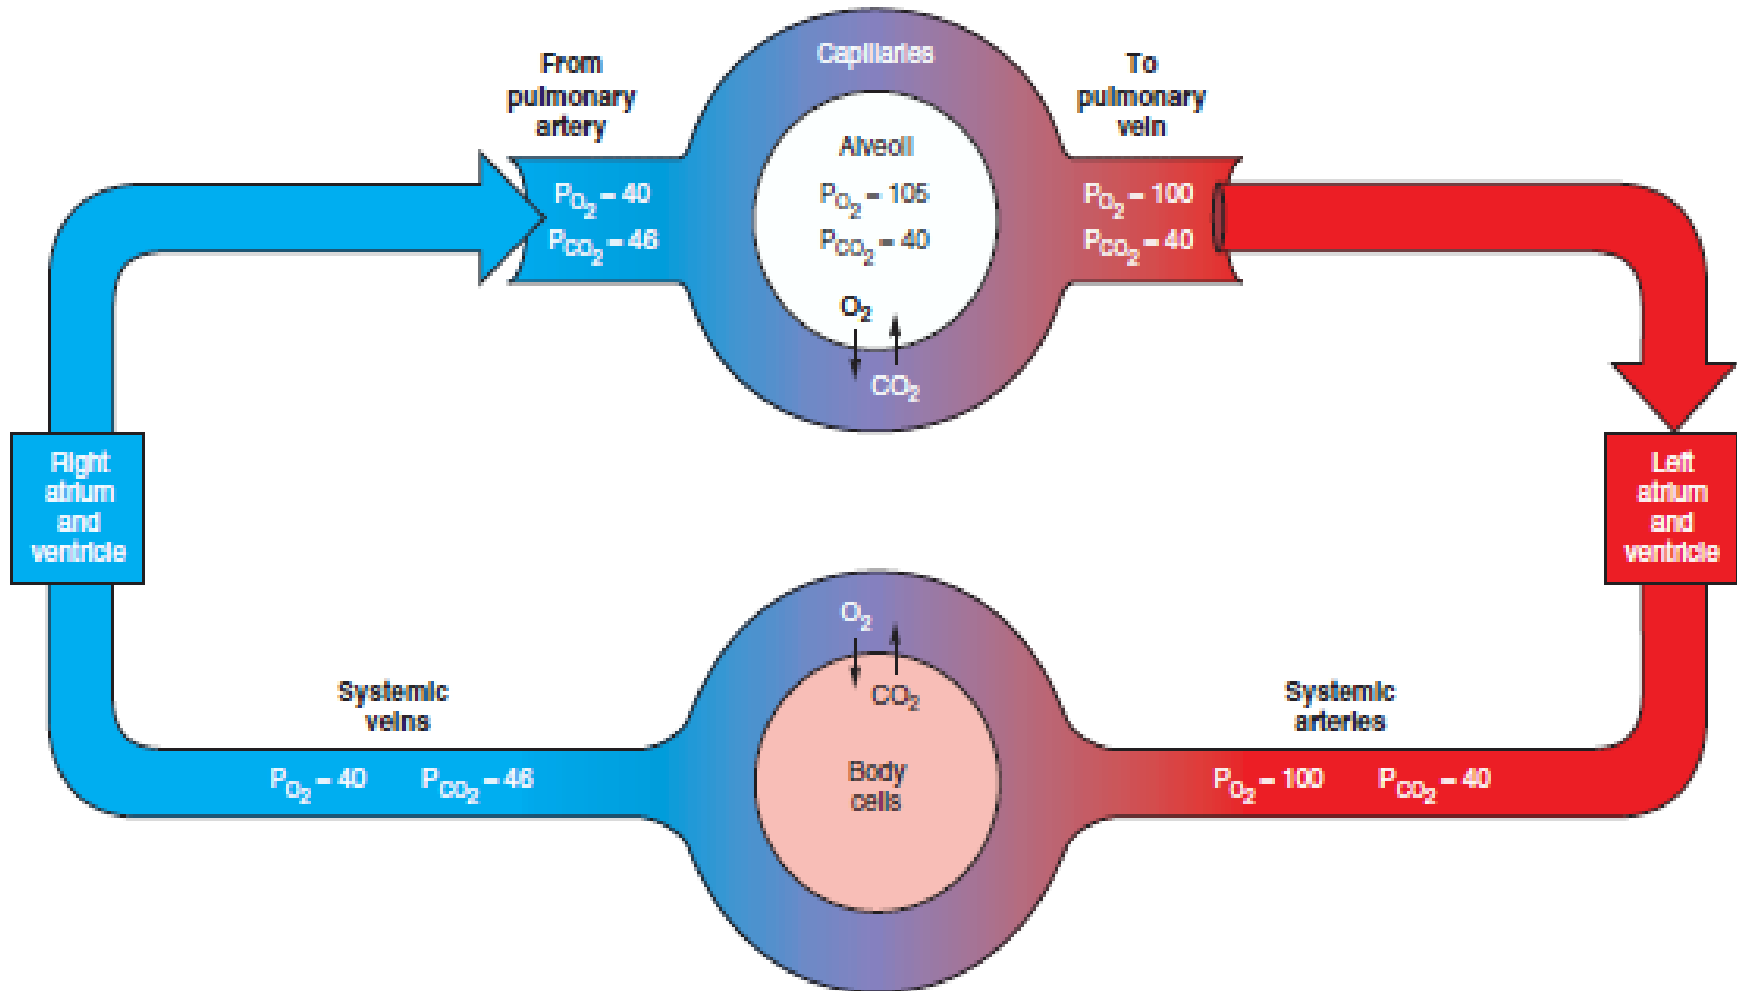 From
pulmonary
artery
Capillaries
To
pulmonary
vein
Alveoli
PO₂ = 40
PCO₂ = 46
PO₂ = 105
PCO₂ = 40
PO₂ = 100
PCO₂ = 40
O₂
CO₂
Right
atrium
and
ventricle
Left
atrium
and
ventricle
O₂
CO₂
Systemic
veins
Systemic
arteries
PO₂ = 40 PCO₂ = 46
Body
cells
PO₂ = 100 PCO₂ = 40